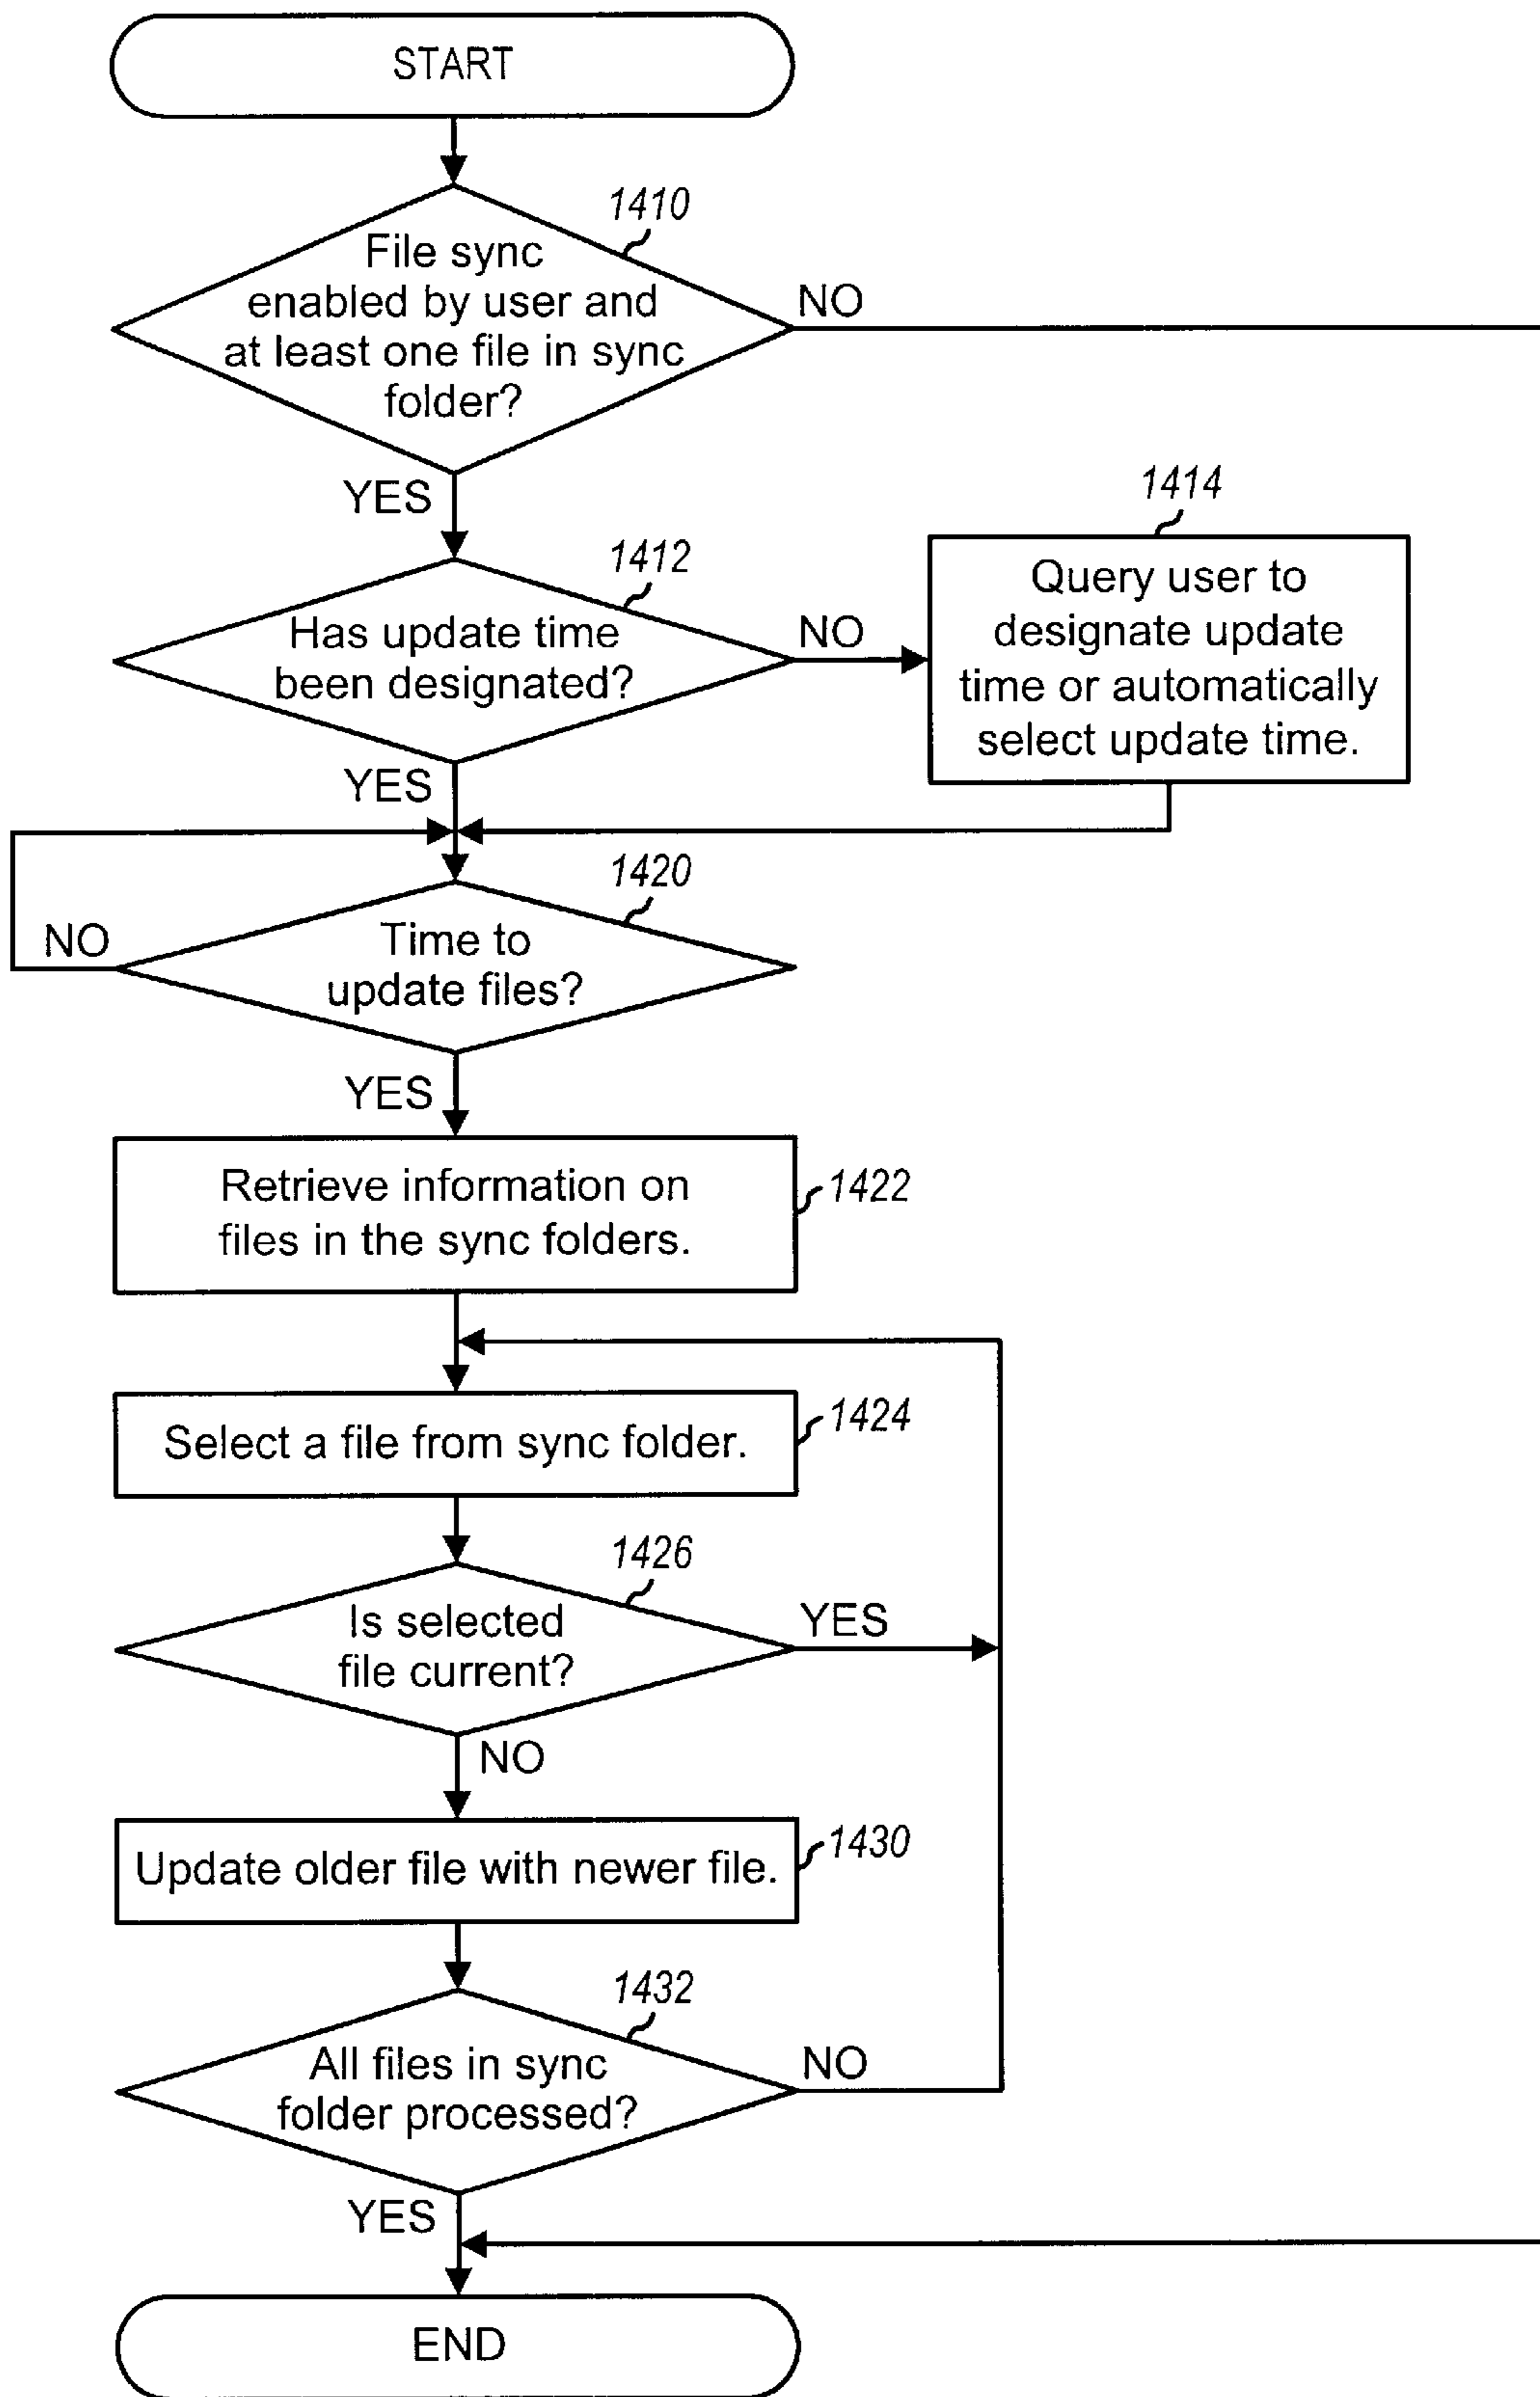 START
1410
File sync
enabled by user and
at least one file in sync
folder?
NO
YES
1414
Query user to
designate update
time or automatically
select update time.
1412
Has update time
been designated?
NO
YES
1420
Time to
update files?
NO
YES
Retrieve information on
files in the sync folders.
1422
Select a file from sync folder.
1424
1426
Is selected
file current?
YES
NO
Update older file with newer file.
1430
1432
All files in sync
folder processed?
NO
YES
END